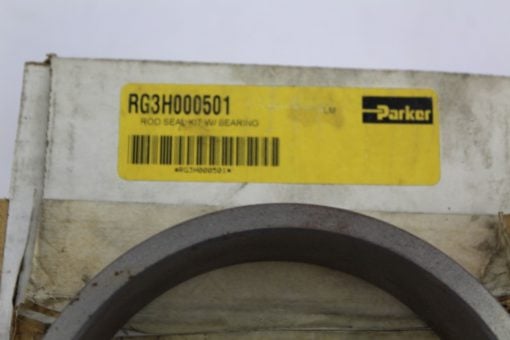 RG3H000501
Parker
ROD SEAL KIT W/ BEARING
*RG3H000501*